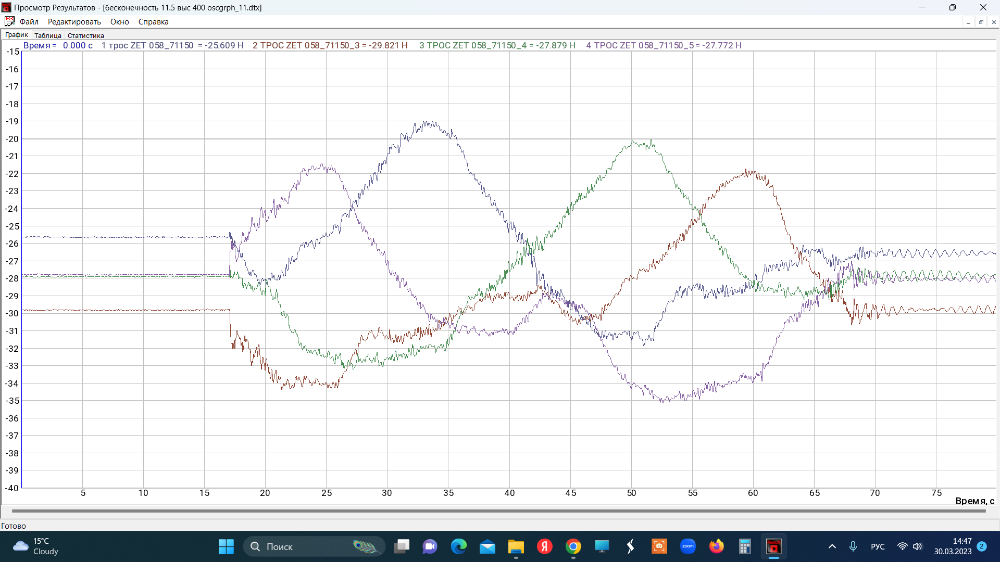 Просмотр Результатов - [бесконечность 11.5 выс 400 oscgrph_11.dtx]
Файл Редактировать Окно Справка
График Таблица Статистика
Время = 0.000 с 1 трос ZET 058_71150 = -25.609 Н 2 ТРОС ZET 058_71150_3 = -29.821 Н 3 ТРОС ZET 058_71150_4 = -27.879 Н 4 ТРОС ZET 058_71150_5 = -27.772 Н
-15
-16
-17
-18
-19
-20
-21
-22
-23
-24
-25
-26
-27
-28
-29
-30
-31
-32
-33
-34
-35
-36
-37
-38
-39
-40
5 10 15 20 25 30 35 40 45 50 55 60 65 70 75
Время, с
Готово
15°C
Cloudy
Поиск
zoom
РУС
14:47
30.03.2023
2